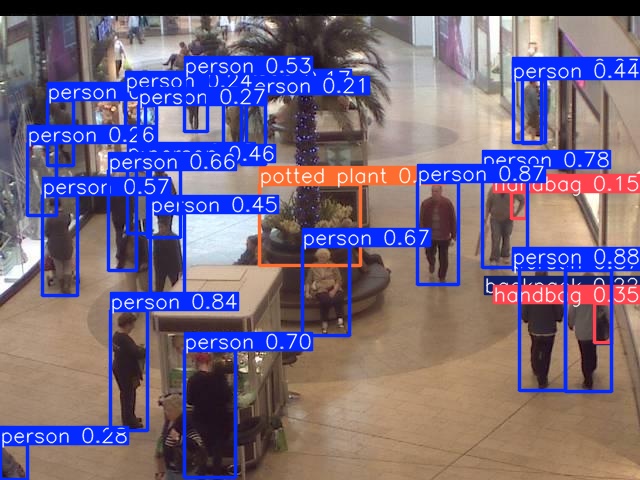 person 0.53
person 0.44
person 0.24
0.21
person
person 0.27
person 0.26
0.46
person 0.66
person 0.78
person 0.87
potted plant 0.
handbag 0.15
person 0.57
person 0.45
person 0.67
person 0.88
handbag 0.35
person 0.84
person 0.70
person 0.28